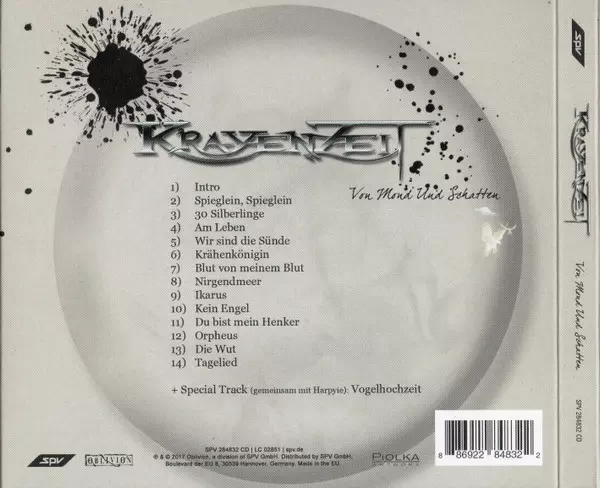 KRAYENZEIT
Von Mond Und Schatten
1) Intro
2) Spieglein, Spieglein
3) 30 Silberlinge
4) Am Leben
5) Wir sind die Sünde
6) Krähenkönigin
7) Blut von meinem Blut
8) Nirgendmeer
9) Ikarus
10) Kein Engel
11) Du bist mein Henker
12) Orpheus
13) Die Wut
14) Tagelied
+ Special Track (gemeinsam mit Harpyie): Vogelhochzeit
spv
OBLIVION
SPV 284832 CD | LC 02851 | spv.de
℗ & © 2017 Oblivion, a division of SPV GmbH. Distributed by SPV GmbH,
Boulevard der EU 8, 30539 Hannover, Germany. Made in the EU.
PIOLKA
ARTWORK
8 86922 84832 2
spv
KRAYENZEIT
Von Mond Und Schatten
SPV 284832 CD